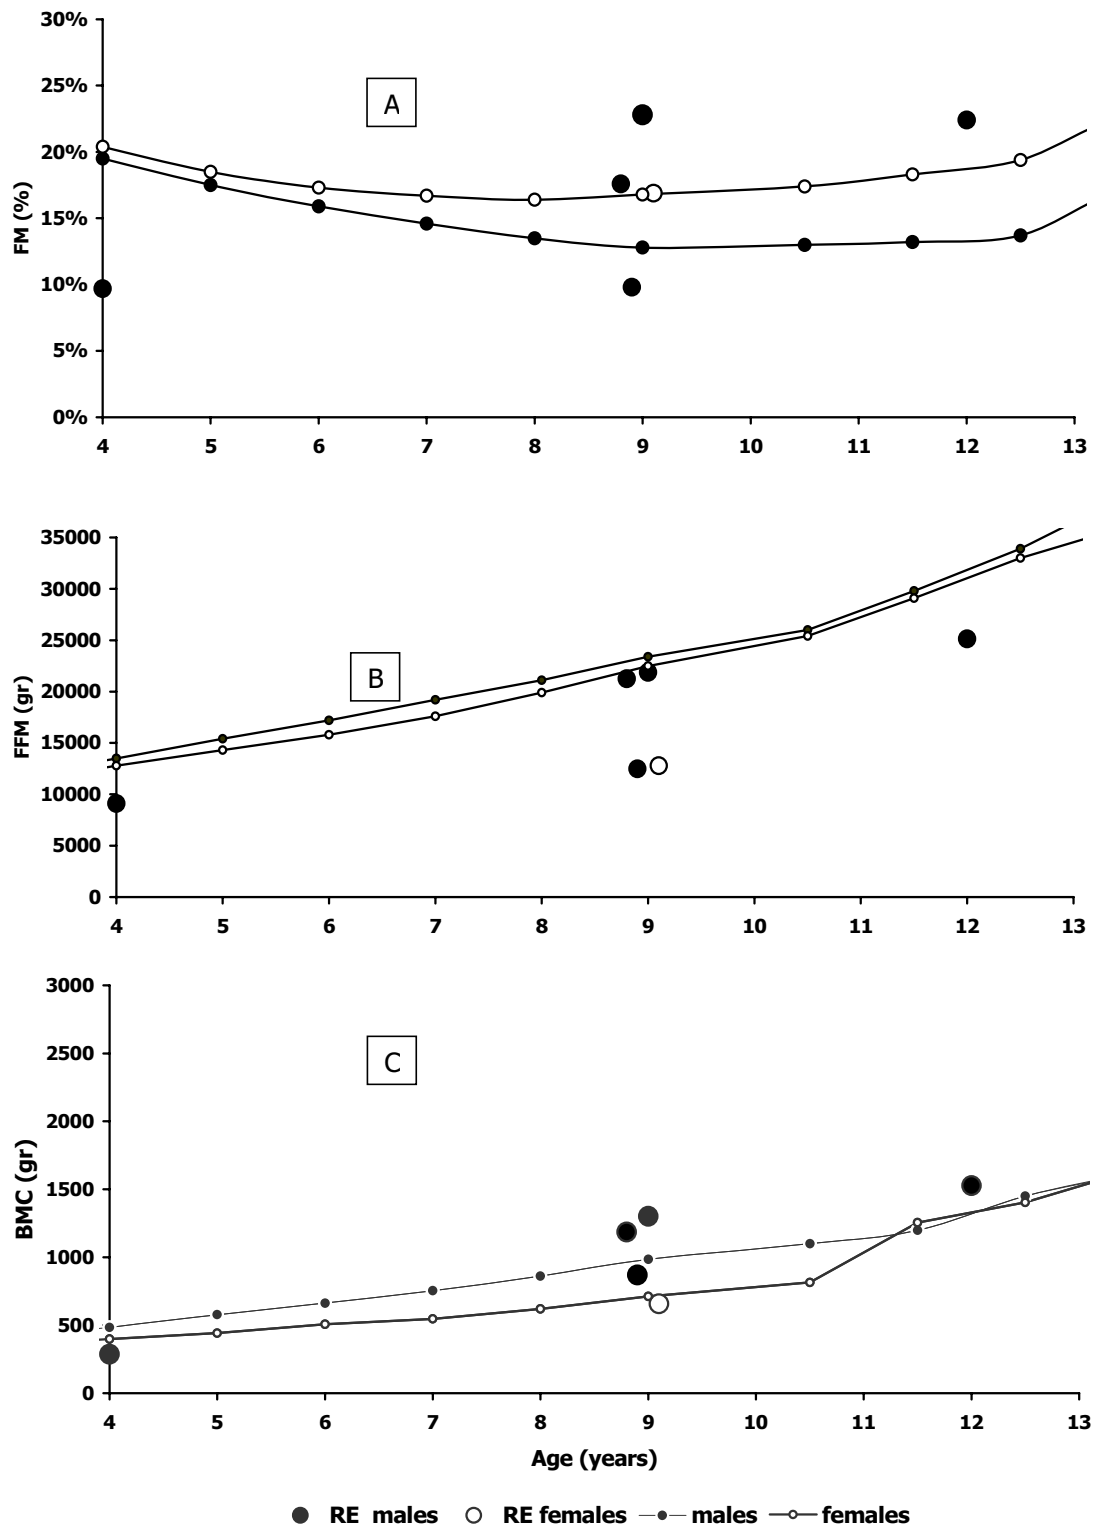 30%
25%
A
20%
15%
10%
5%
0%
FM (%)
4 5 6 7 8 9 10 11 12 13
35000
30000
25000
B
20000
15000
10000
5000
0
FFM (gr)
4 5 6 7 8 9 10 11 12 13
3000
2500
C
2000
1500
1000
500
0
BMC (gr)
4 5 6 7 8 9 10 11 12 13
Age (years)
RE males RE females males females